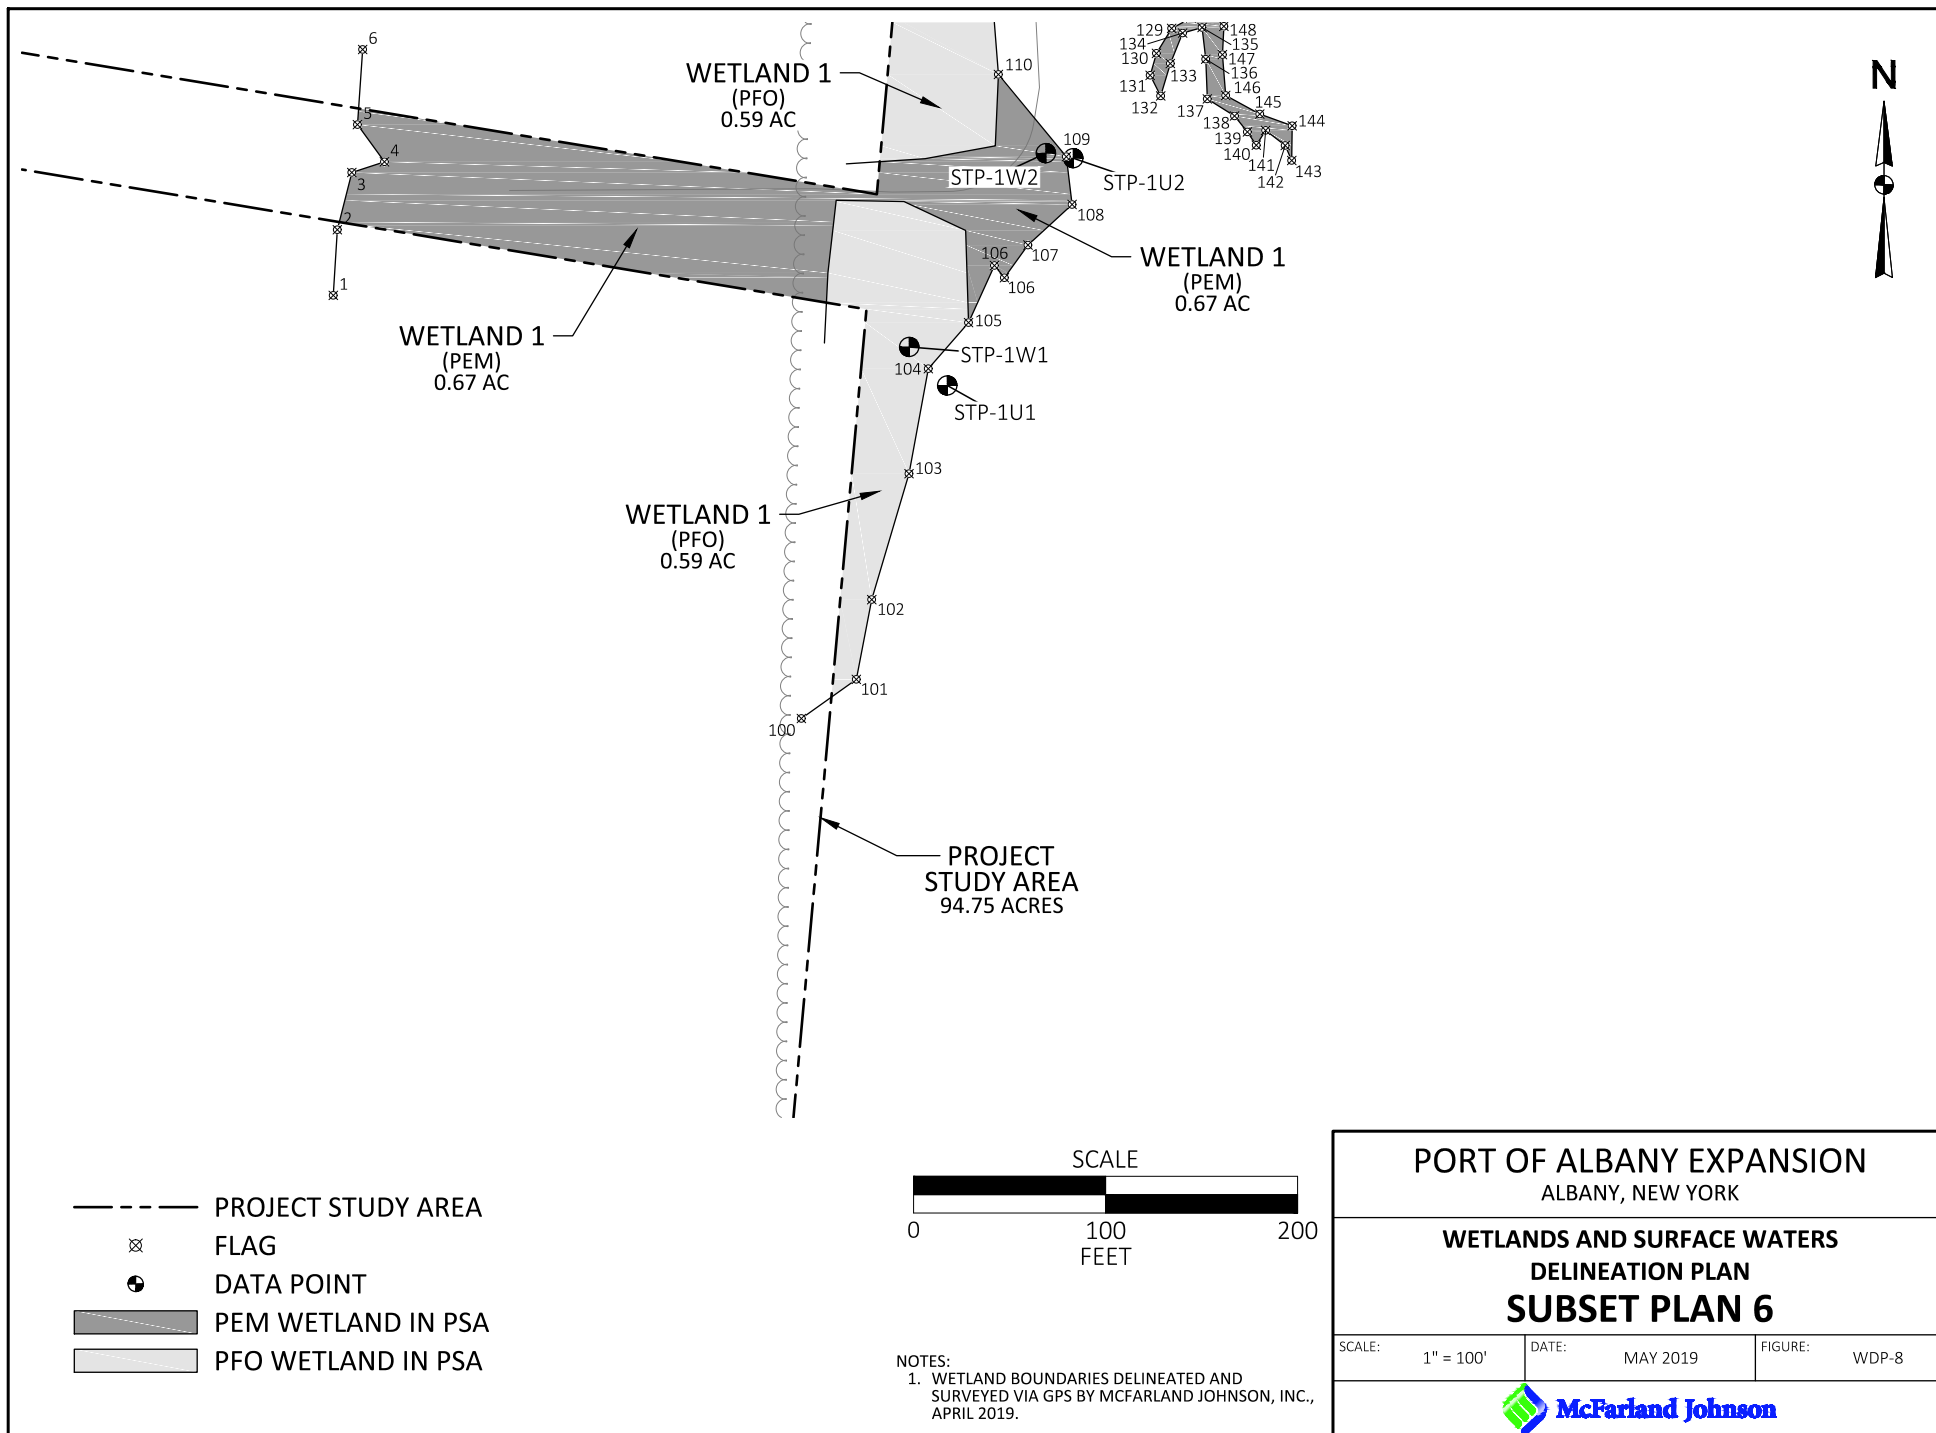 6
5
4
3
2
1
WETLAND 1
(PFO)
0.59 AC
110
109
STP-1W2
STP-1U2
108
107
106
106
105
WETLAND 1
(PEM)
0.67 AC
129
134
130
131
132
133
148
135
147
136
146
137
145
138
144
139
140
141
142
143
N
WETLAND 1
(PEM)
0.67 AC
STP-1W1
104
STP-1U1
103
WETLAND 1
(PFO)
0.59 AC
102
101
100
PROJECT
STUDY AREA
94.75 ACRES
PROJECT STUDY AREA
FLAG
DATA POINT
PEM WETLAND IN PSA
PFO WETLAND IN PSA
SCALE
0 100 200
FEET
NOTES:
1. WETLAND BOUNDARIES DELINEATED AND
SURVEYED VIA GPS BY MCFARLAND JOHNSON, INC.,
APRIL 2019.
PORT OF ALBANY EXPANSION
ALBANY, NEW YORK
WETLANDS AND SURFACE WATERS
DELINEATION PLAN
SUBSET PLAN 6
SCALE: 1" = 100' DATE: MAY 2019 FIGURE: WDP-8
McFarland Johnson